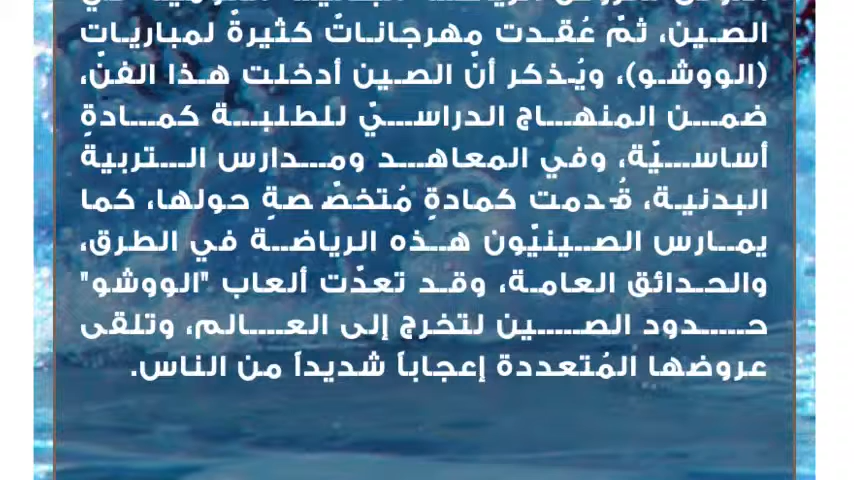 الصين، ثمّ عُقدت مهرجاناتٌ كثيرةٌ لمباريات
(الووشو)، ويُذكر أنّ الصين أدخلت هذا الفنّ،
ضمن المنهاج الدراسيّ للطلبة كمادةٍ
أساسيّة، وفي المعاهد ومدارس التربية
البدنية، قُدمت كمادةٍ مُتخصّصةٍ حولها، كما
يمارس الصينيّون هذه الرياضة في الطرق،
والحدائق العامة، وقد تعدّت ألعاب "الووشو"
حدود الصين لتخرج إلى العالم، وتلقى
عروضها المُتعددة إعجاباً شديداً من الناس.